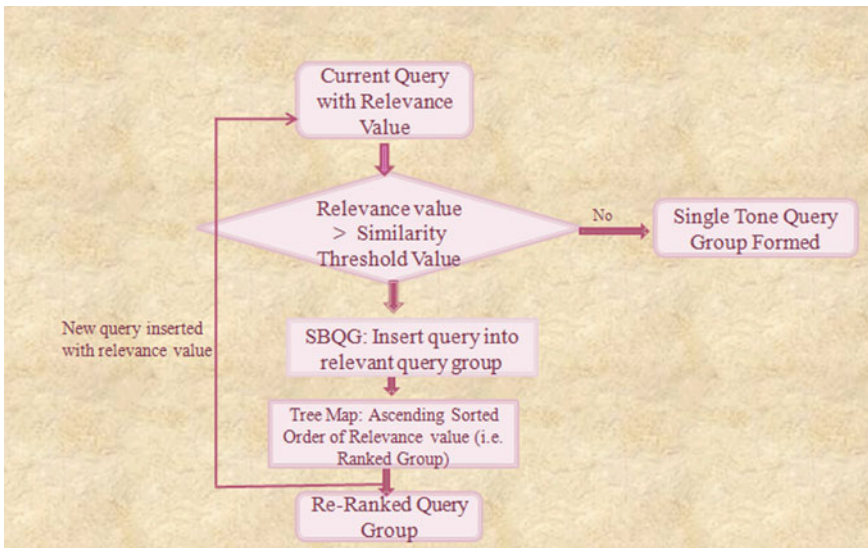 Current Query
with Relevance
Value
Relevance value
> Similarity
Threshold Value
No
Single Tone Query
Group Formed
SBQG: Insert query into
relevant query group
New query inserted
with relevance value
Tree Map: Ascending Sorted
Order of Relevance value (i.e.
Ranked Group)
Re-Ranked Query
Group